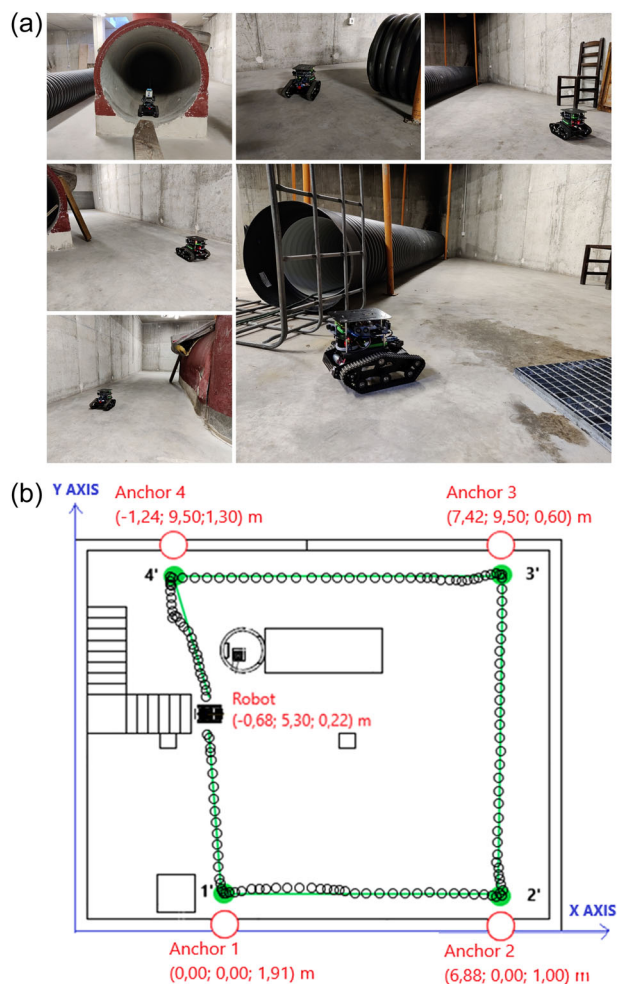 (a)
(b)
Y AXIS
Anchor 4
(-1,24; 9,50;1,30) m
Anchor 3
(7,42; 9,50; 0,60) m
4'
3'
Robot
(-0,68; 5,30; 0,22) m
1'
2'
X AXIS
Anchor 1
(0,00; 0,00; 1,91) m
Anchor 2
(6,88; 0,00; 1,00) m